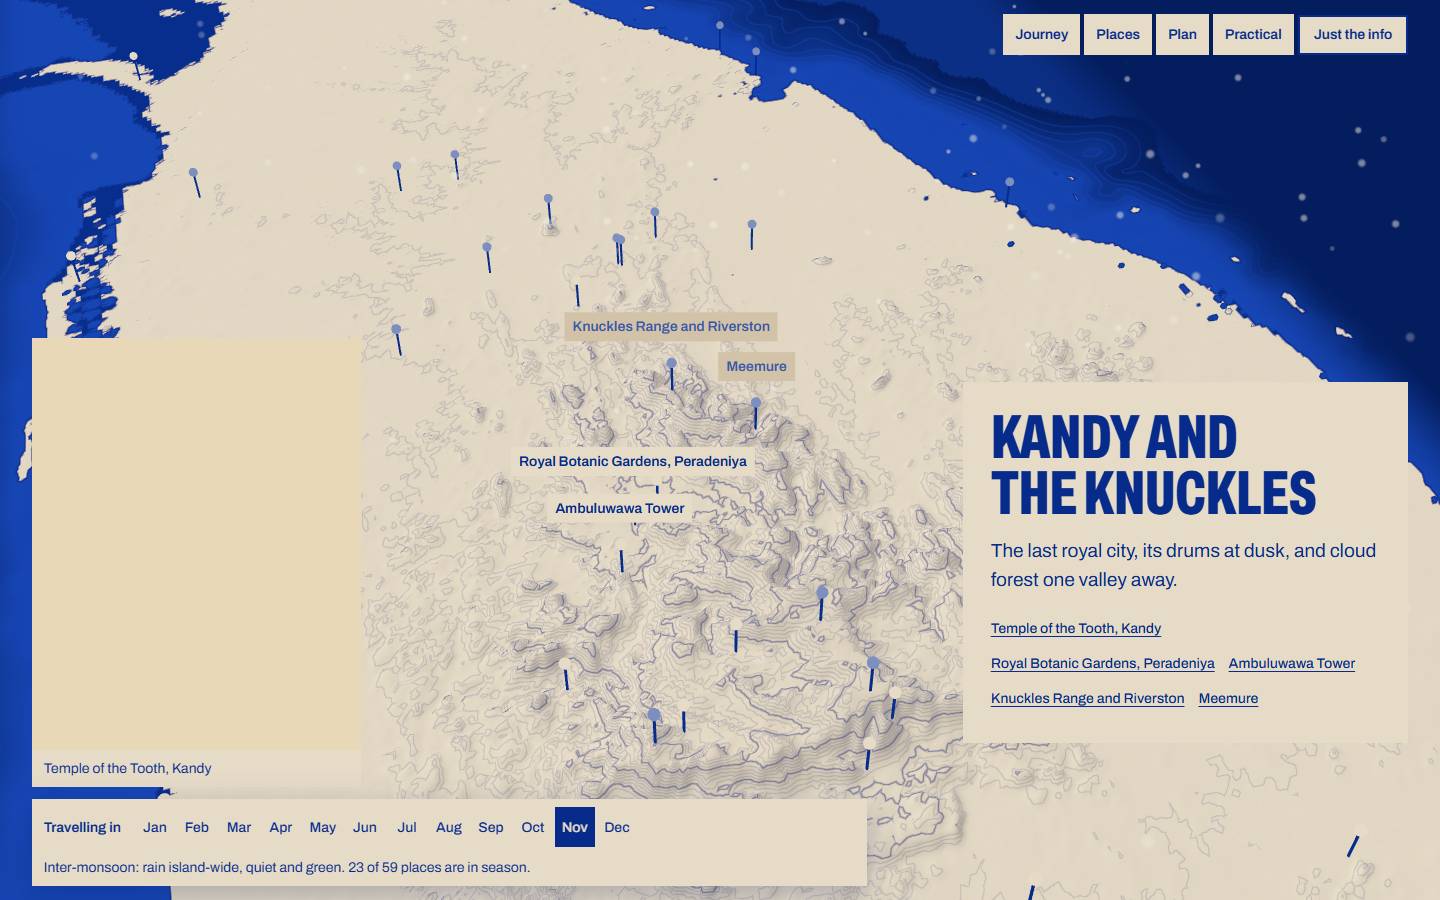 Journey
Places
Plan
Practical
Just the info
Knuckles Range and Riverston
Meemure
Royal Botanic Gardens, Peradeniya
Ambuluwawa Tower
KANDY AND
THE KNUCKLES
The last royal city, its drums at dusk, and cloud
forest one valley away.
Temple of the Tooth, Kandy
Royal Botanic Gardens, Peradeniya Ambuluwawa Tower
Knuckles Range and Riverston Meemure
Temple of the Tooth, Kandy
Travelling in Jan Feb Mar Apr May Jun Jul Aug Sep Oct Nov Dec
Inter-monsoon: rain island-wide, quiet and green. 23 of 59 places are in season.